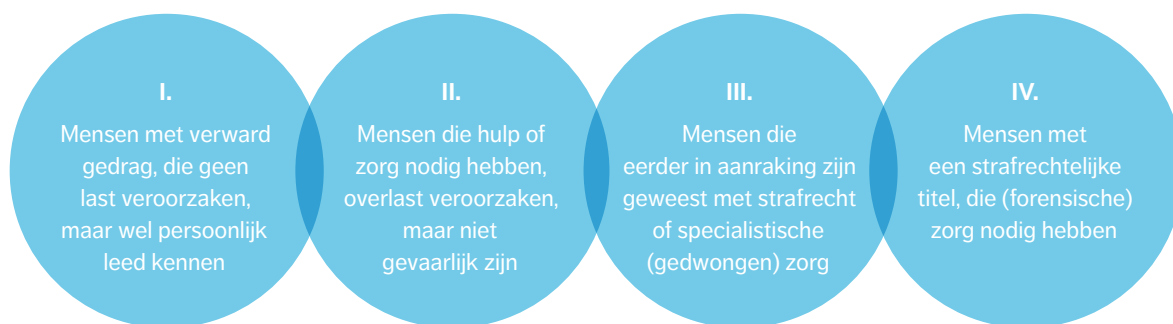 I.
Mensen met verward
gedrag, die geen
last veroorzaken,
maar wel persoonlijk
leed kennen
II.
Mensen die hulp of
zorg nodig hebben,
overlast veroorzaken,
maar niet
gevaarlijk zijn
III.
Mensen die
eerder in aanraking zijn
geweest met strafrecht
of specialistische
(gedwongen) zorg
IV.
Mensen met
een strafrechtelijke
titel, die (forensische)
zorg nodig hebben